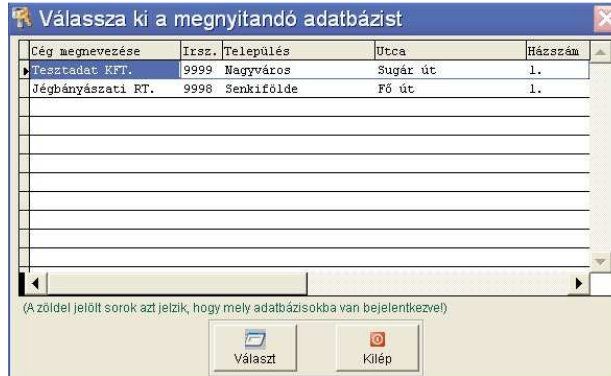 Válassza ki a megnyitandó adatbázist
Cég megnevezése Irsz. Település Utca Házszám
Tesztadat KFT. 9999 Nagyváros Sugár út 1.
Jégbányászati RT. 9998 Senkifölde Fő út 1.
(A zölddel jelölt sorok azt jelzik, hogy mely adatbázisokba van bejelentkezve!)
Választ Kilép